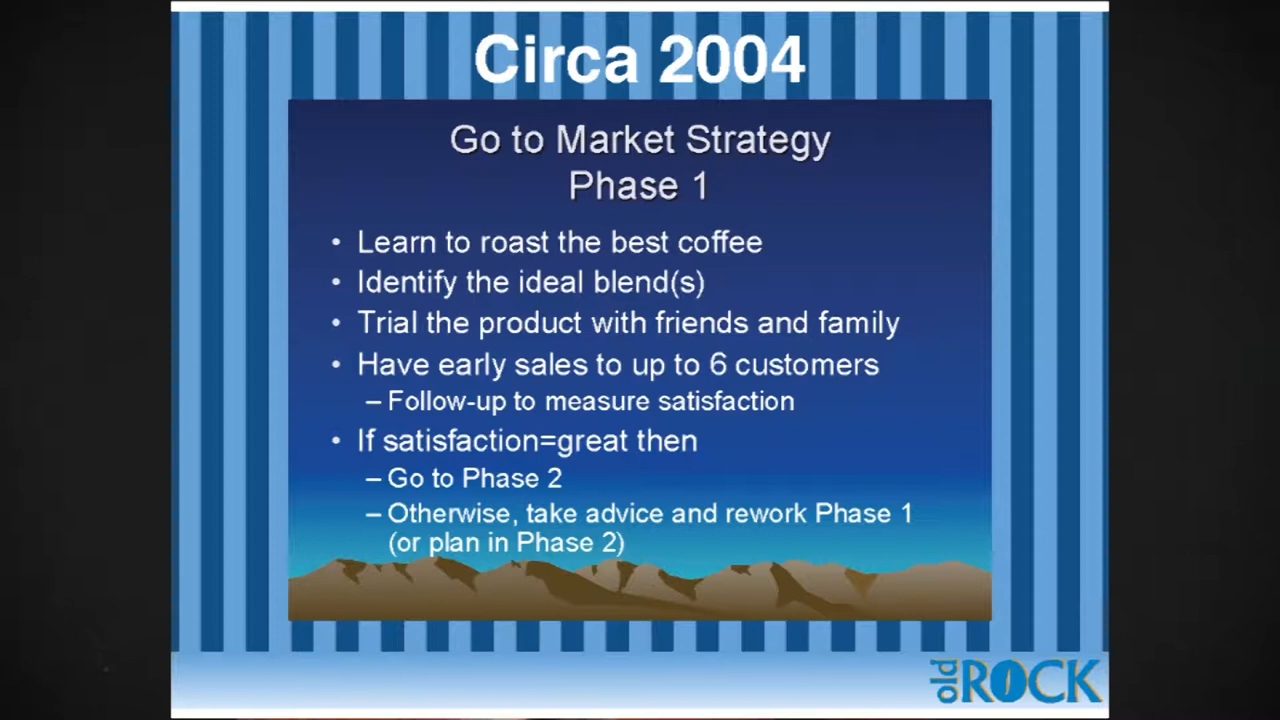 Circa 2004
Go to Market Strategy
Phase 1
• Learn to roast the best coffee
• Identify the ideal blend(s)
• Trial the product with friends and family
• Have early sales to up to 6 customers
– Follow-up to measure satisfaction
• If satisfaction=great then
– Go to Phase 2
– Otherwise, take advice and rework Phase 1
(or plan in Phase 2)
old ROCK